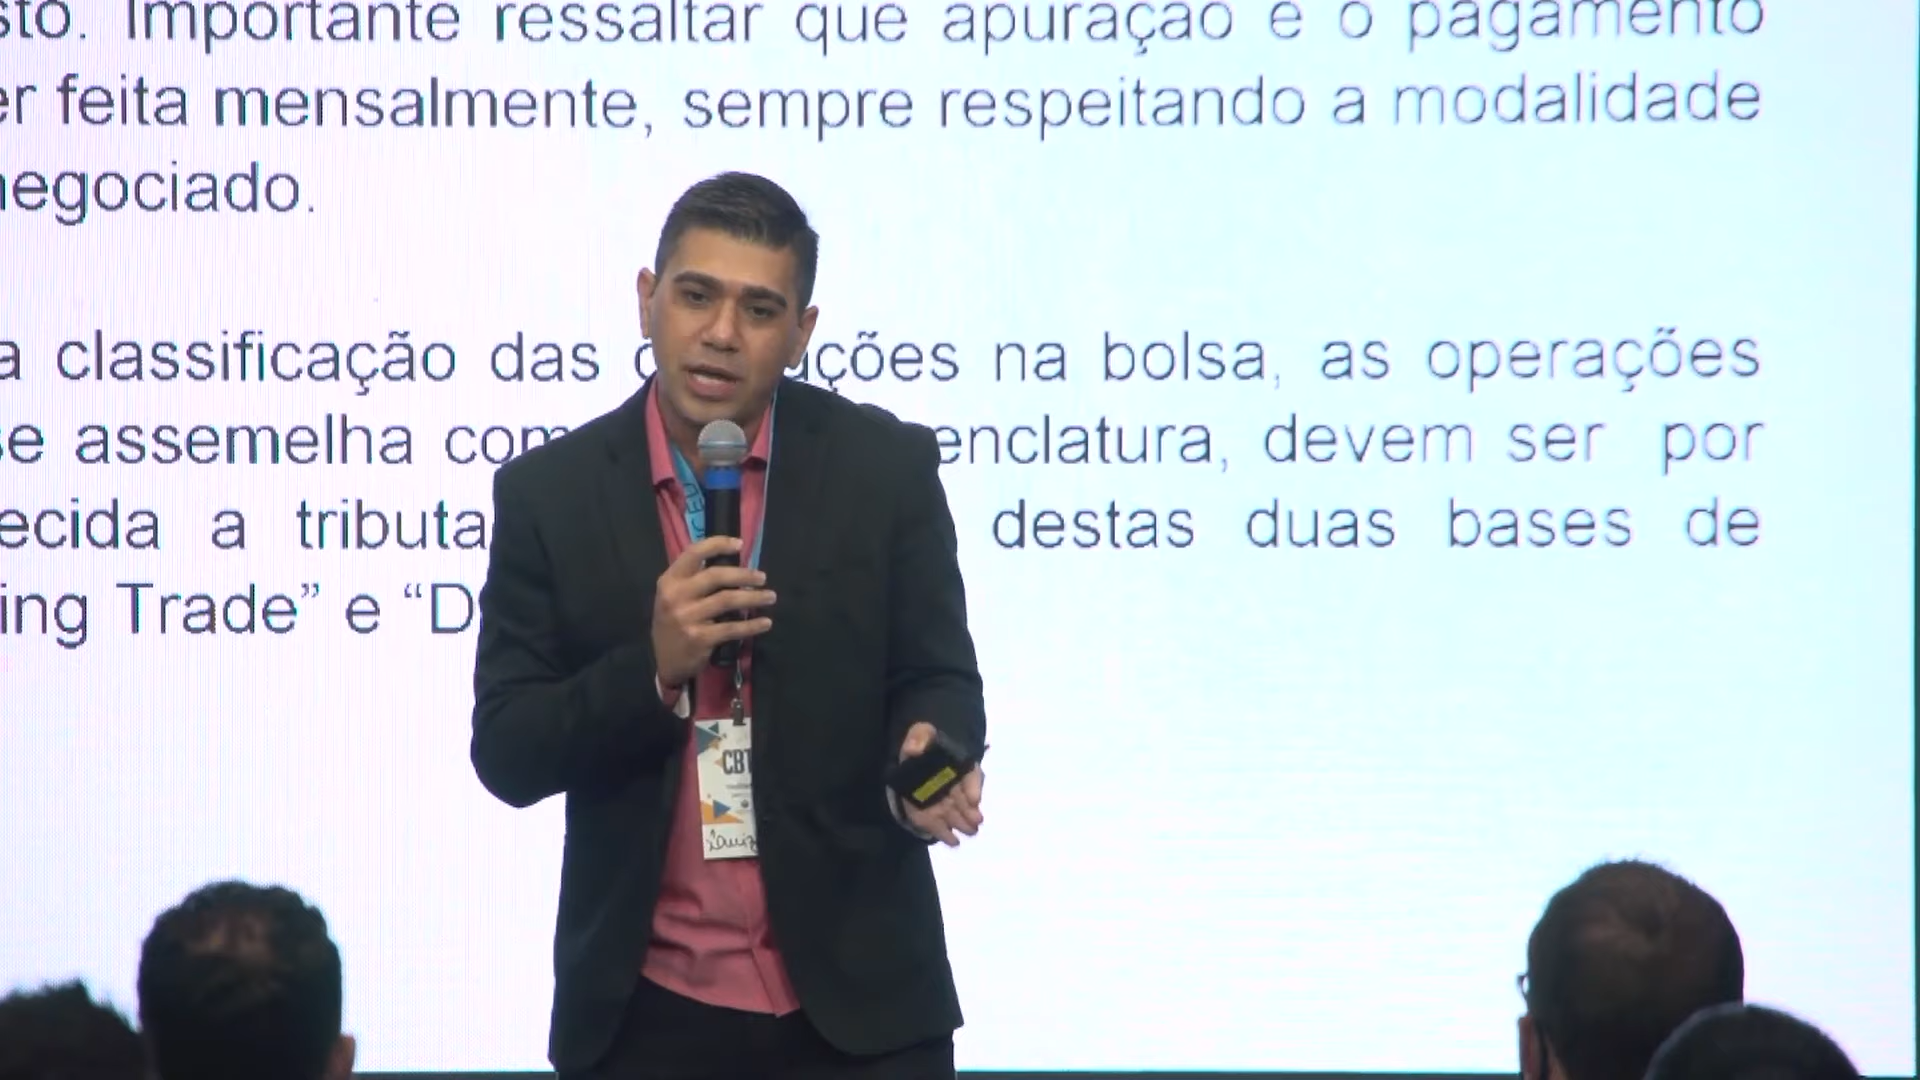 sto. Importante ressaltar que apuração e o pagamento
er feita mensalmente, sempre respeitando a modalidade
negociado.
a classificação das ções na bolsa, as operações
se assemelha com enclatura, devem ser por
ecida a tributa destas duas bases de
ing Trade” e “D
CBT